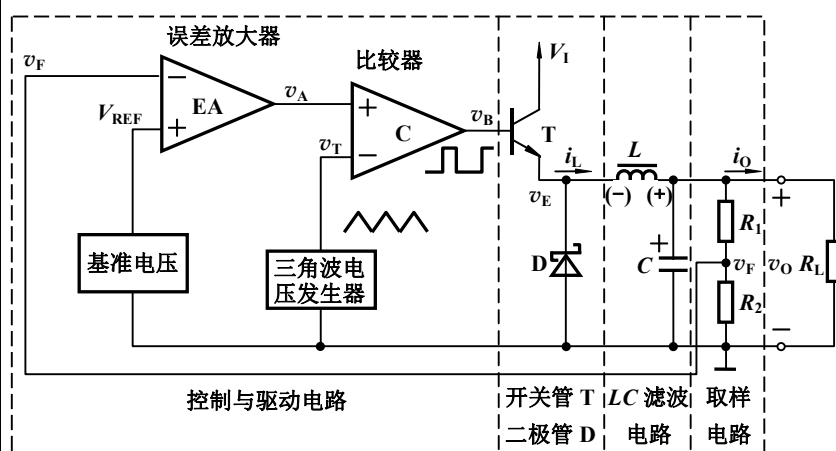 误差放大器
比较器
v_F
V_I
EA
v_A
V_REF
C
v_B
T
v_T
L
i_L
i_O
v_E
(−) (+)
R_1
基准电压
三角波电
压发生器
D
C
v_F
v_O
R_L
R_2
控制与驱动电路
开关管 T
二极管 D
LC 滤波
电路
取样
电路